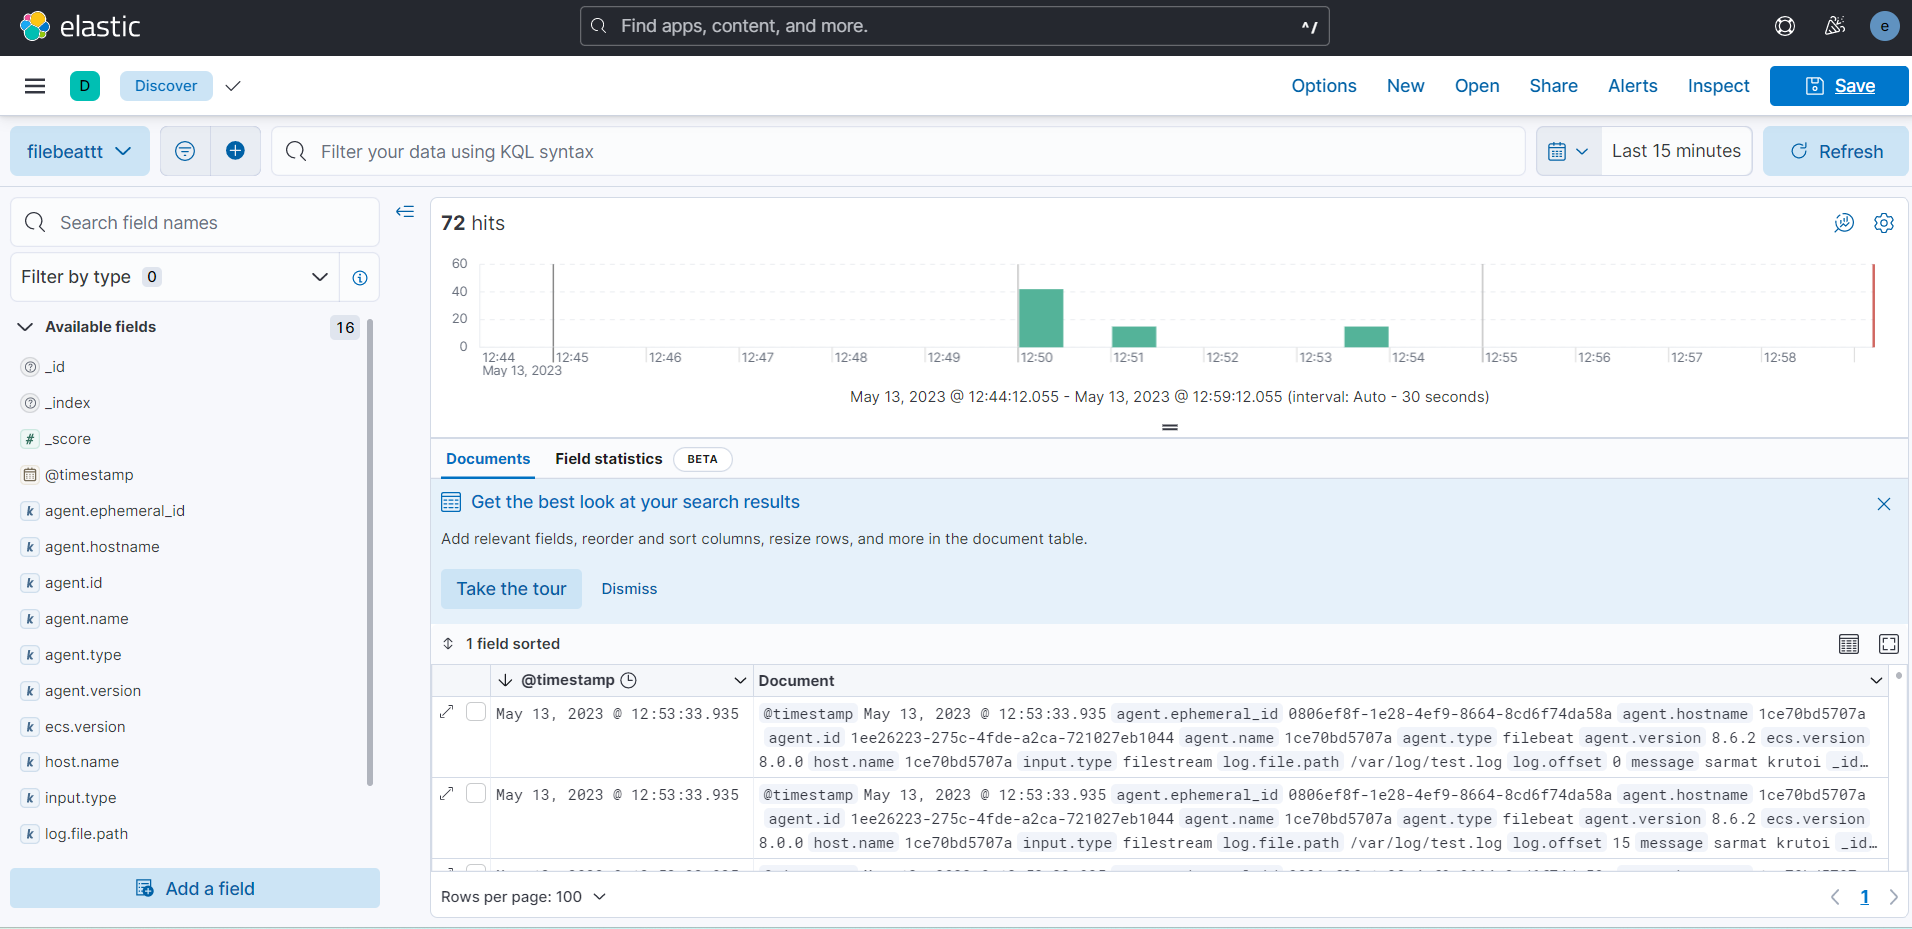 elastic
Find apps, content, and more.
^/
e
D
Discover
Options
New
Open
Share
Alerts
Inspect
Save
filebeattt
Filter your data using KQL syntax
Last 15 minutes
Refresh
Search field names
Filter by type 0
Available fields 16
_id
_index
_score
@timestamp
agent.ephemeral_id
agent.hostname
agent.id
agent.name
agent.type
agent.version
ecs.version
host.name
input.type
log.file.path
Add a field
72 hits
60
40
20
0
12:44 12:45 12:46 12:47 12:48 12:49 12:50 12:51 12:52 12:53 12:54 12:55 12:56 12:57 12:58
May 13, 2023
May 13, 2023 @ 12:44:12.055 - May 13, 2023 @ 12:59:12.055 (interval: Auto - 30 seconds)
Documents Field statistics BETA
Get the best look at your search results
Add relevant fields, reorder and sort columns, resize rows, and more in the document table.
Take the tour Dismiss
1 field sorted
@timestamp Document
May 13, 2023 @ 12:53:33.935 @timestamp May 13, 2023 @ 12:53:33.935 agent.ephemeral_id 0806ef8f-1e28-4ef9-8664-8cd6f74da58a agent.hostname 1ce70bd5707a
agent.id 1ee26223-275c-4fde-a2ca-721027eb1044 agent.name 1ce70bd5707a agent.type filebeat agent.version 8.6.2 ecs.version
8.0.0 host.name 1ce70bd5707a input.type filestream log.file.path /var/log/test.log log.offset 0 message sarmat krutoi _id…
May 13, 2023 @ 12:53:33.935 @timestamp May 13, 2023 @ 12:53:33.935 agent.ephemeral_id 0806ef8f-1e28-4ef9-8664-8cd6f74da58a agent.hostname 1ce70bd5707a
agent.id 1ee26223-275c-4fde-a2ca-721027eb1044 agent.name 1ce70bd5707a agent.type filebeat agent.version 8.6.2 ecs.version
8.0.0 host.name 1ce70bd5707a input.type filestream log.file.path /var/log/test.log log.offset 15 message sarmat krutoi _id…
Rows per page: 100
1